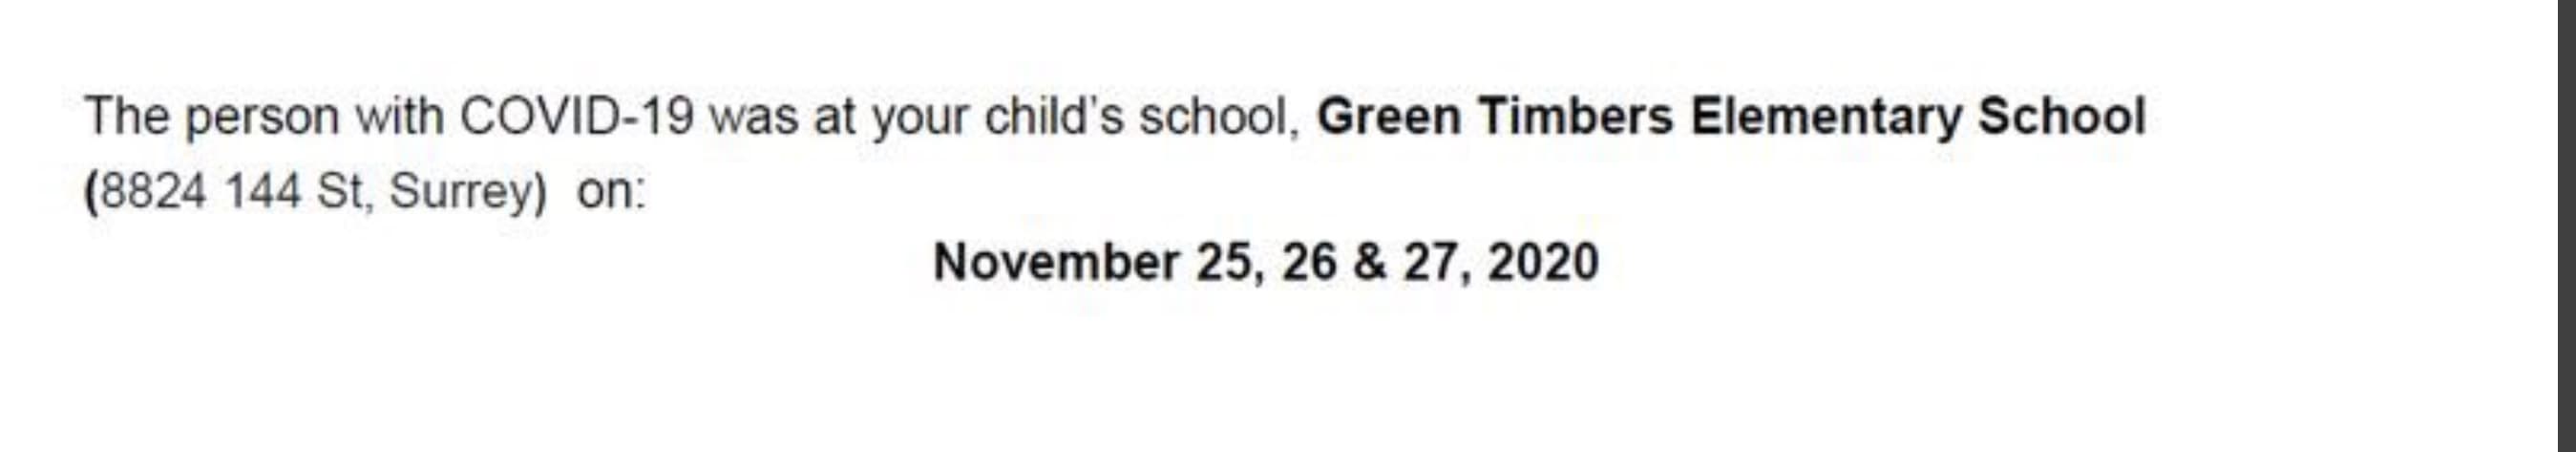 The person with COVID-19 was at your child's school, Green Timbers Elementary School
(8824 144 St, Surrey)  on:
November 25, 26 & 27, 2020